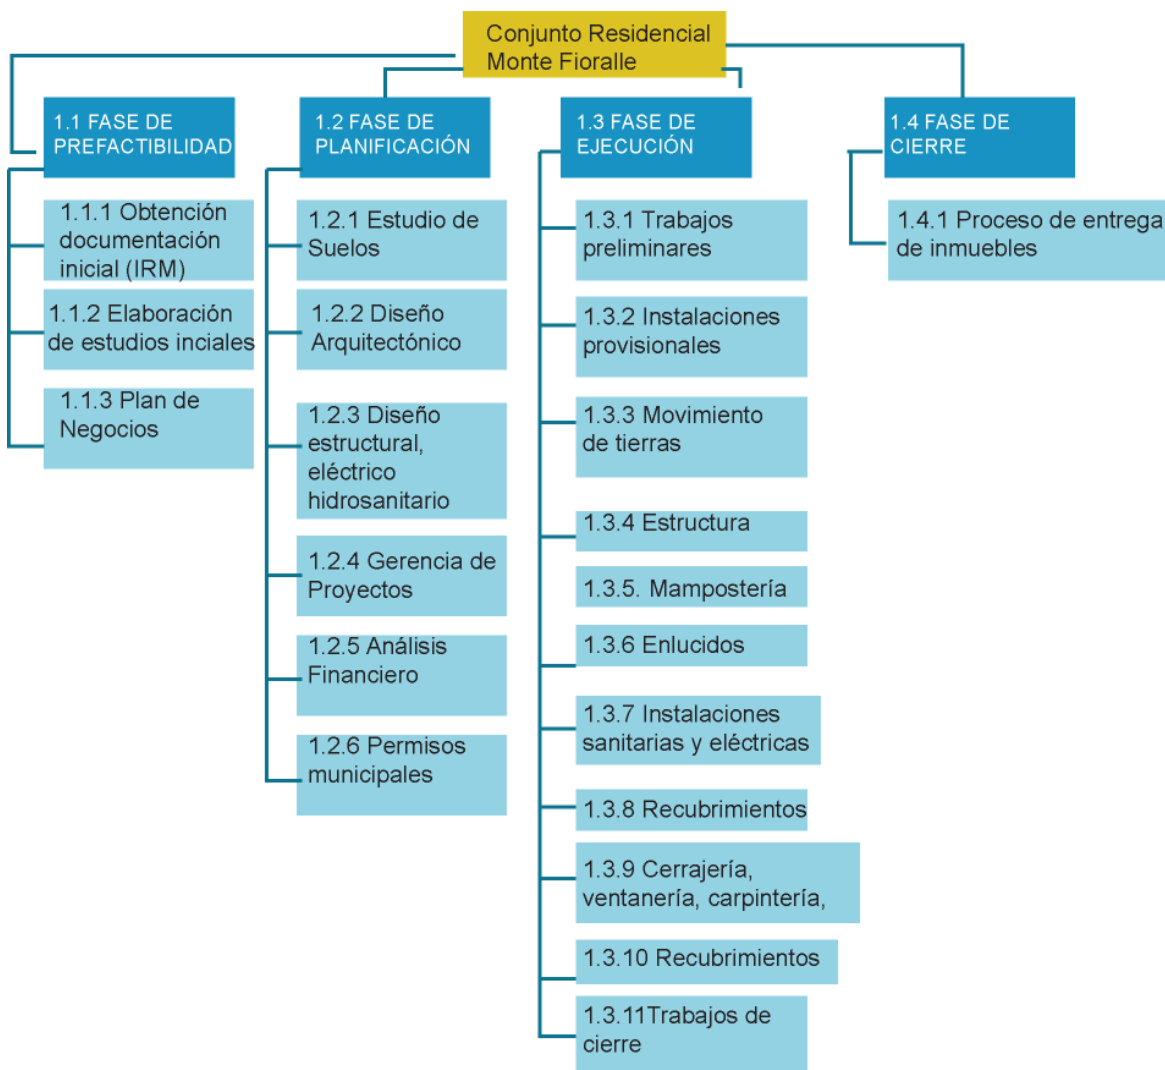 Conjunto Residencial
Monte Fioralle
1.1 FASE DE
PREFACTIBILIDAD
1.1.1 Obtención
documentación
inicial (IRM)
1.1.2 Elaboración
de estudios inciales
1.1.3 Plan de
Negocios
1.2 FASE DE
PLANIFICACIÓN
1.2.1 Estudio de
Suelos
1.2.2 Diseño
Arquitectónico
1.2.3 Diseño
estructural,
eléctrico
hidrosanitario
1.2.4 Gerencia de
Proyectos
1.2.5 Análisis
Financiero
1.2.6 Permisos
municipales
1.3 FASE DE
EJECUCIÓN
1.3.1 Trabajos
preliminares
1.3.2 Instalaciones
provisionales
1.3.3 Movimiento
de tierras
1.3.4 Estructura
1.3.5. Mampostería
1.3.6 Enlucidos
1.3.7 Instalaciones
sanitarias y eléctricas
1.3.8 Recubrimientos
1.3.9 Cerrajería,
ventanería, carpintería,
1.3.10 Recubrimientos
1.3.11Trabajos de
cierre
1.4 FASE DE
CIERRE
1.4.1 Proceso de entrega
de inmuebles